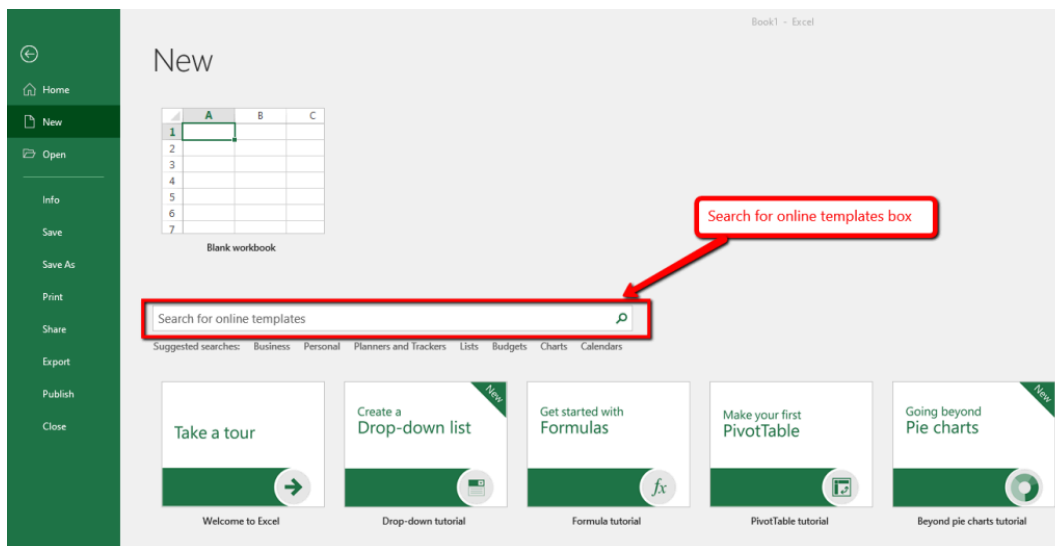 Book1 - Excel
Home
New
Open
Info
Save
Save As
Print
Share
Export
Publish
Close
New
A B C
1
2
3
4
5
6
7
Blank workbook
Search for online templates box
Search for online templates
Suggested searches: Business Personal Planners and Trackers Lists Budgets Charts Calendars
Take a tour
Welcome to Excel
New
Create a
Drop-down list
Drop-down tutorial
Get started with
Formulas
fx
Formula tutorial
Make your first
PivotTable
PivotTable tutorial
New
Going beyond
Pie charts
Beyond pie charts tutorial